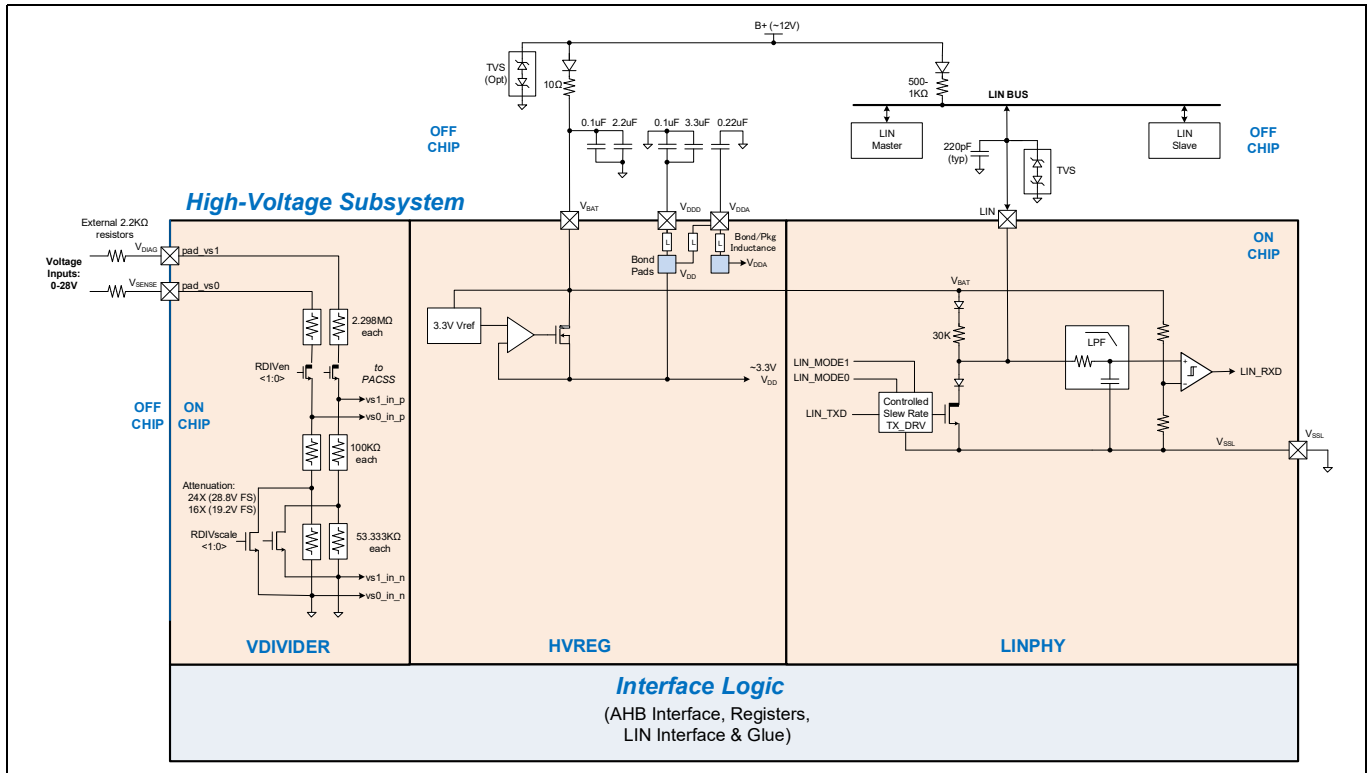 B+ (~12V)
TVS
(Opt)
10Ω
500-
1KΩ
LIN BUS
LIN
Master
LIN
Slave
OFF
CHIP
0.1uF 2.2uF
0.1uF 3.3uF
0.22uF
220pF
(typ)
TVS
OFF
CHIP
High-Voltage Subsystem
External 2.2KΩ
resistors
Voltage
Inputs:
0-28V
VDIAG
pad_vs1
VSENSE
pad_vs0
VBAT
VDDD
VDDA
LIN
L
L
L
Bond/Pkg
Inductance
Bond
Pads
VDD
VDDA
ON
CHIP
2.298MΩ
each
RDIVen
<1:0>
to
PACSS
vs1_in_p
vs0_in_p
OFF
CHIP
ON
CHIP
100KΩ
each
Attenuation:
24X (28.8V FS)
16X (19.2V FS)
RDIVscale
<1:0>
53.333KΩ
each
vs1_in_n
vs0_in_n
3.3V Vref
~3.3V
VDD
VBAT
30K
LPF
LIN_MODE1
LIN_MODE0
LIN_TXD
Controlled
Slew Rate
TX_DRV
+
−
LIN_RXD
VSSL
VSSL
VDIVIDER
HVREG
LINPHY
Interface Logic
(AHB Interface, Registers,
LIN Interface & Glue)